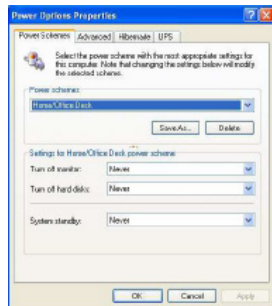 Power Options Properties
Power Schemes Advanced Hibernate UPS
Select the power scheme with the most appropriate settings for
this computer. Note that changing the settings below will modify
the selected scheme.
Power schemes
Home/Office Desk
Save As... Delete
Settings for Home/Office Desk power scheme
Turn off monitor: Never
Turn off hard disks: Never
System standby: Never
OK Cancel Apply